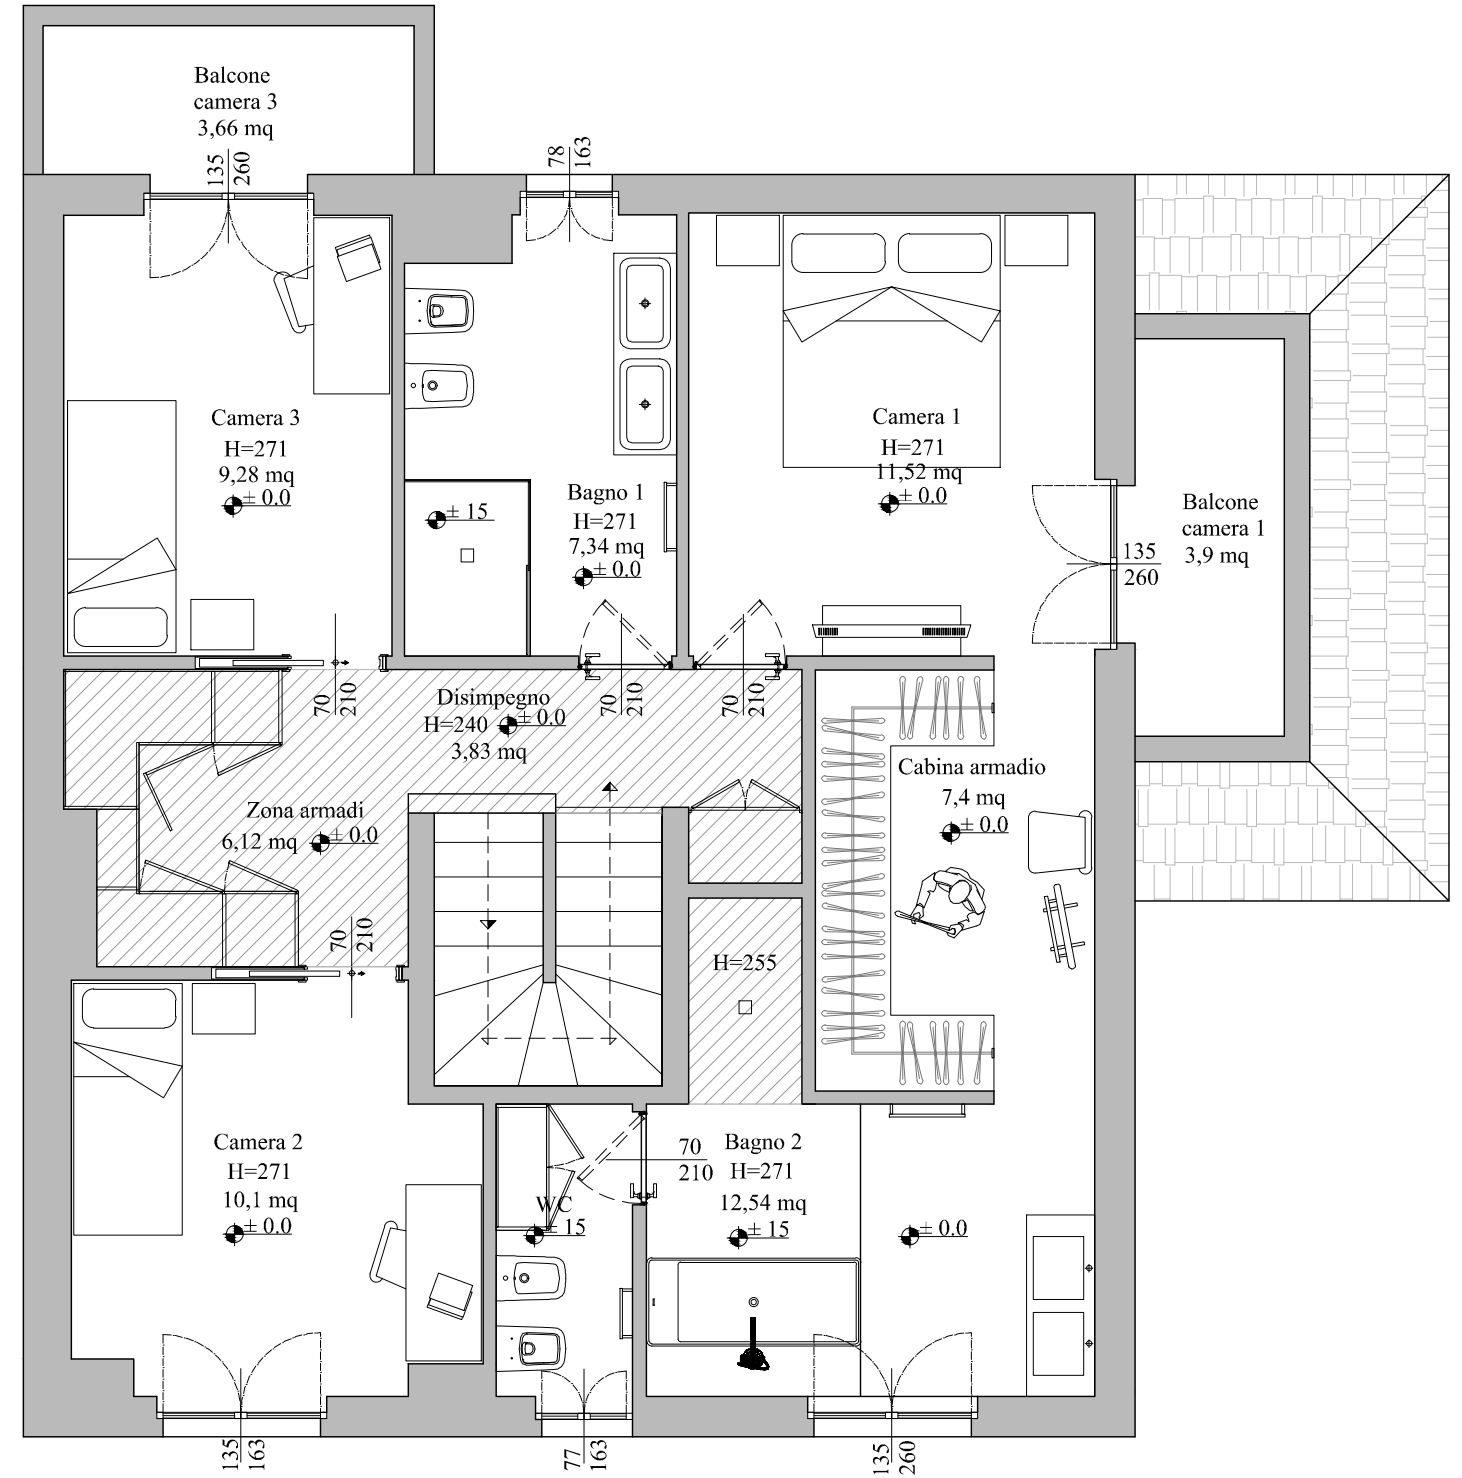 Balcone
camera 3
3,66 mq
135
260
78
163
Camera 3
H=271
9,28 mq
± 0.0
Camera 1
H=271
11,52 mq
± 0.0
Bagno 1
H=271
7,34 mq
± 0.0
± 15
Balcone
camera 1
3,9 mq
135
260
70
210
70
210
70
210
Disimpegno
H=240
± 0.0
3,83 mq
Cabina armadio
7,4 mq
± 0.0
Zona armadi
6,12 mq
± 0.0
70
210
H=255
Camera 2
H=271
10,1 mq
± 0.0
70
210
Bagno 2
H=271
12,54 mq
± 15
WC
± 15
± 0.0
135
163
77
163
135
260